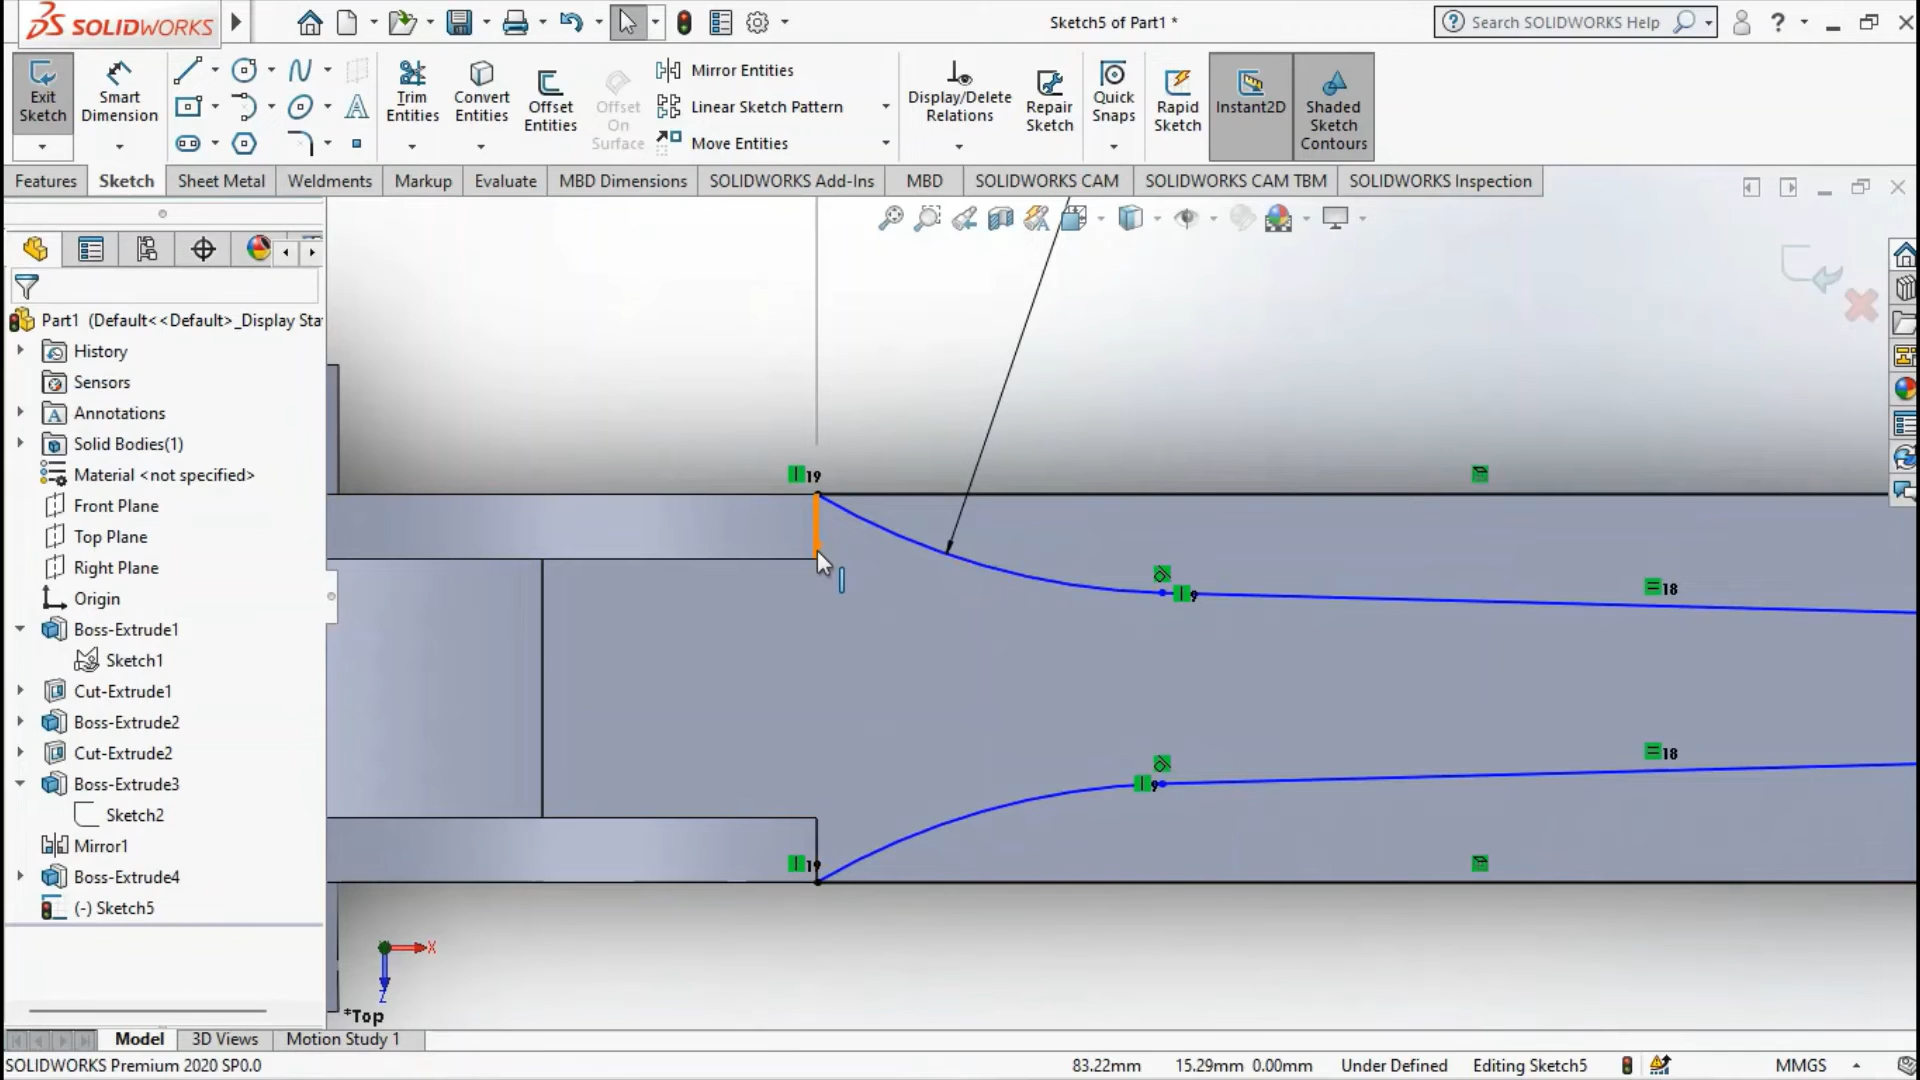 SOLIDWORKS
Sketch5 of Part1 *
Search SOLIDWORKS Help
Exit Sketch
Smart Dimension
Trim Entities
Convert Entities
Offset Entities
Offset On Surface
Mirror Entities
Linear Sketch Pattern
Move Entities
Display/Delete Relations
Repair Sketch
Quick Snaps
Rapid Sketch
Instant2D
Shaded Sketch Contours
Features
Sketch
Sheet Metal
Weldments
Markup
Evaluate
MBD Dimensions
SOLIDWORKS Add-Ins
MBD
SOLIDWORKS CAM
SOLIDWORKS CAM TBM
SOLIDWORKS Inspection
Part1 (Default<<Default>_Display Sta
History
Sensors
Annotations
Solid Bodies(1)
Material <not specified>
Front Plane
Top Plane
Right Plane
Origin
Boss-Extrude1
Sketch1
Cut-Extrude1
Boss-Extrude2
Cut-Extrude2
Boss-Extrude3
Sketch2
Mirror1
Boss-Extrude4
(-) Sketch5
19
9
18
18
9
19
X
Z
*Top
Model
3D Views
Motion Study 1
SOLIDWORKS Premium 2020 SP0.0
83.22mm
15.29mm 0.00mm
Under Defined
Editing Sketch5
MMGS